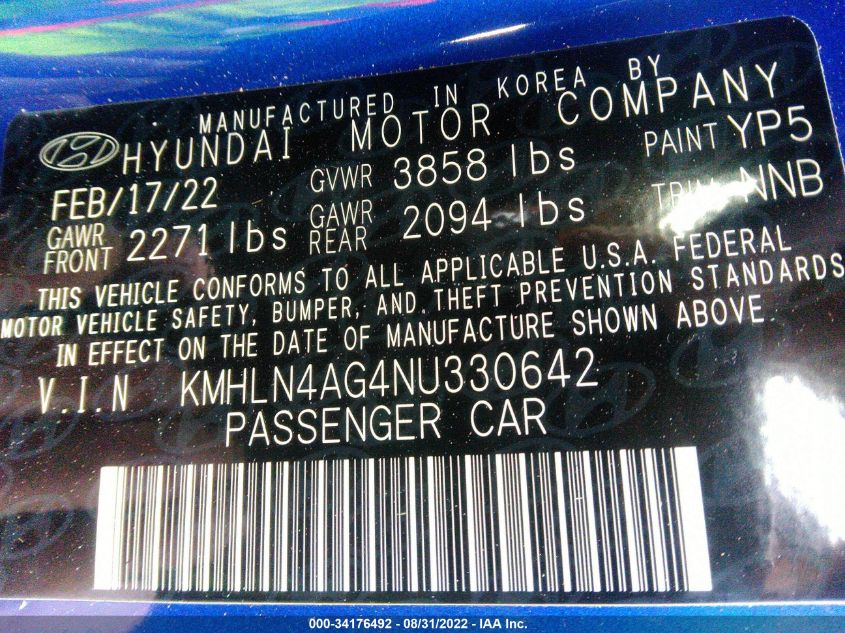 MANUFACTURED IN KOREA BY
HYUNDAI MOTOR COMPANY
FEB/17/22 GVWR 3858 lbs PAINT YP5
GAWR FRONT 2271 lbs GAWR REAR 2094 lbs TRIM NNB
THIS VEHICLE CONFORMS TO ALL APPLICABLE U.S.A. FEDERAL
MOTOR VEHICLE SAFETY, BUMPER, AND THEFT PREVENTION STANDARDS
IN EFFECT ON THE DATE OF MANUFACTURE SHOWN ABOVE.
V.I.N KMHLN4AG4NU330642
PASSENGER CAR
000-34176492 - 08/31/2022 - IAA Inc.